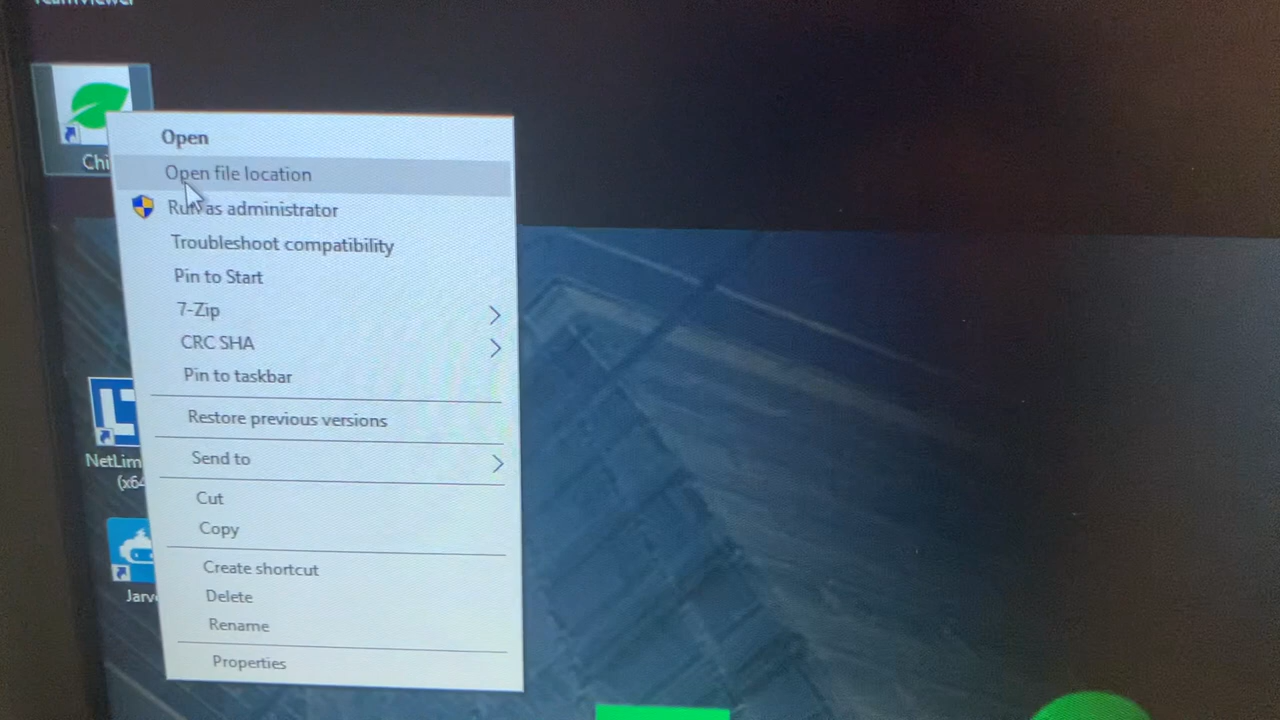 TeamViewer
Chi
Open
Open file location
Run as administrator
Troubleshoot compatibility
Pin to Start
7-Zip
CRC SHA
Pin to taskbar
Restore previous versions
Send to
Cut
Copy
Create shortcut
Delete
Rename
Properties
NetLim
(x64
Jarv